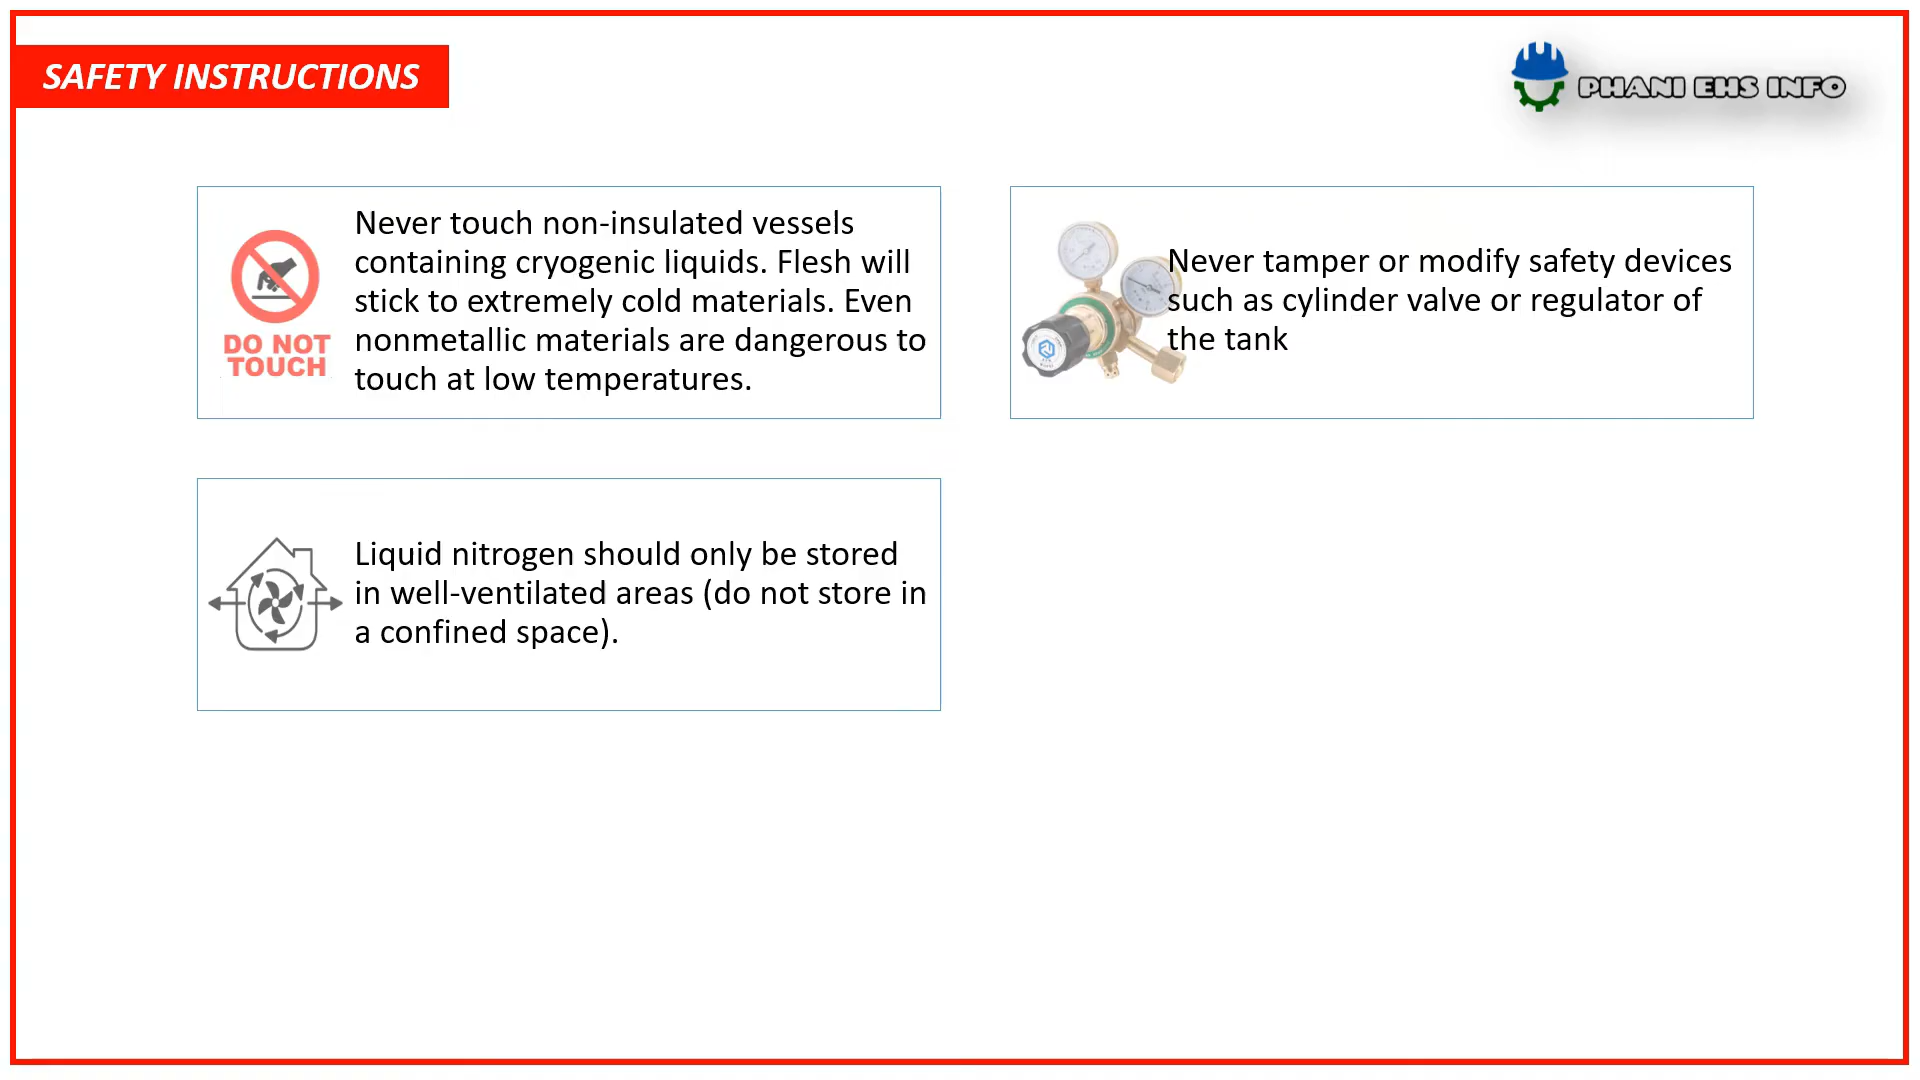 SAFETY INSTRUCTIONS
PHANI EHS INFO
DO NOT
TOUCH
Never touch non-insulated vessels
containing cryogenic liquids. Flesh will
stick to extremely cold materials. Even
nonmetallic materials are dangerous to
touch at low temperatures.
Never tamper or modify safety devices
such as cylinder valve or regulator of
the tank
Liquid nitrogen should only be stored
in well-ventilated areas (do not store in
a confined space).